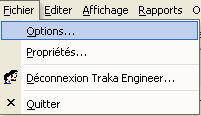 Fichier Editer Affichage Rapports
Options...
Propriétés...
Déconnexion Traka Engineer...
Quitter